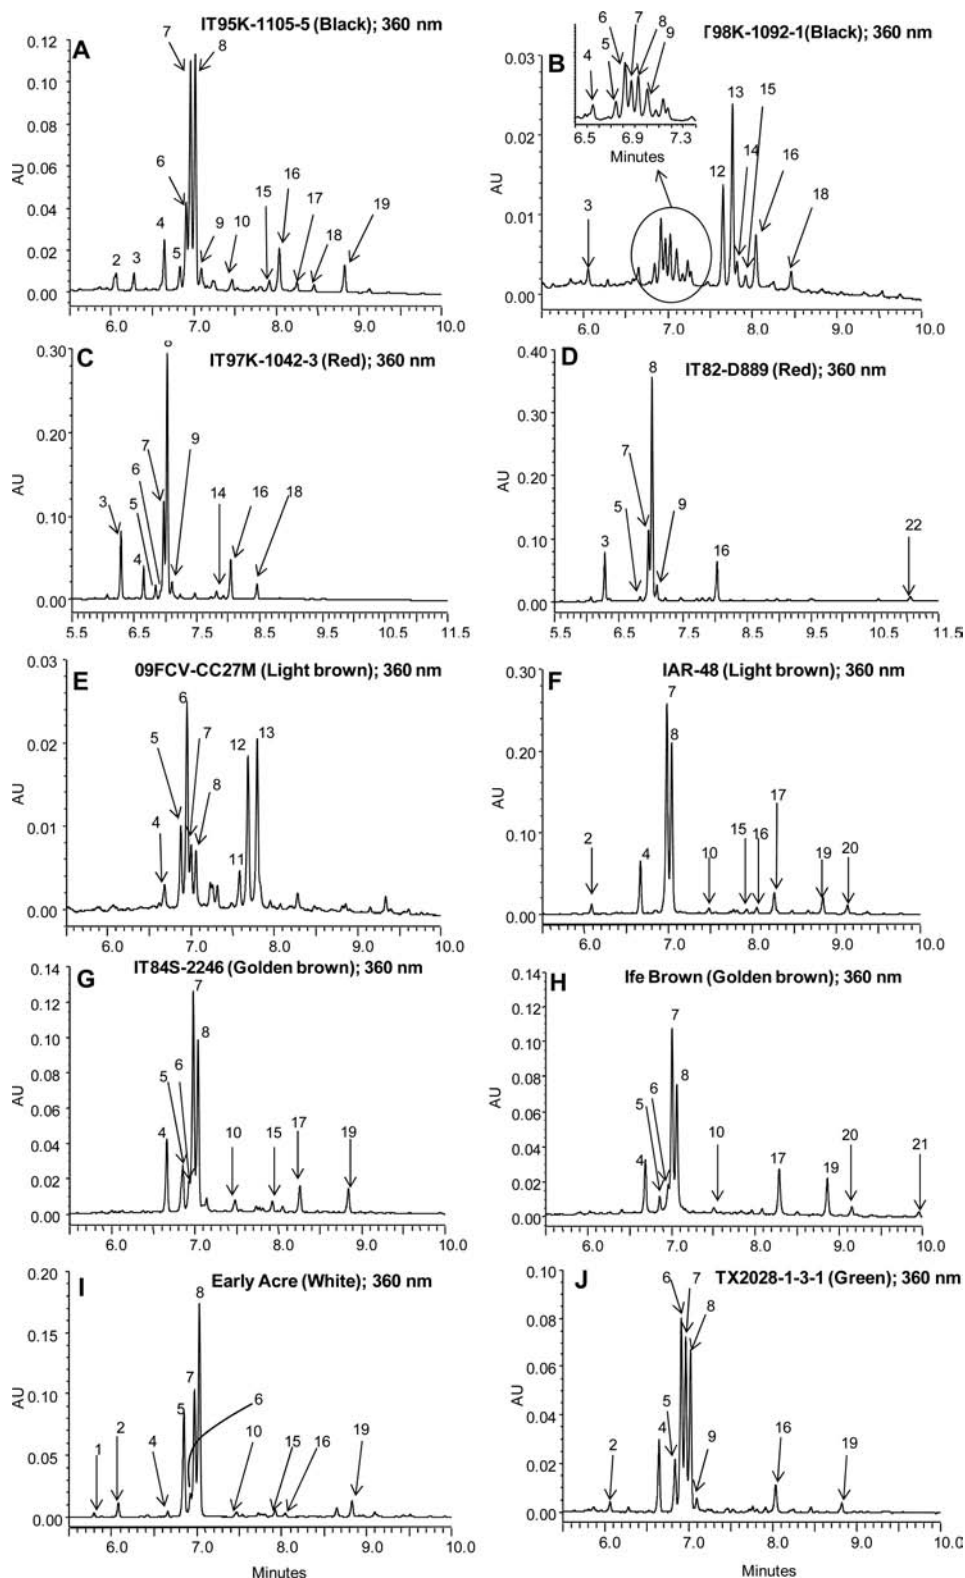 A
IT95K-1105-5 (Black); 360 nm
AU
0.12
0.10
0.08
0.06
0.04
0.02
0.00
2 3 4 5 6 7 8 9 10 15 16 17 18 19
6.0 7.0 8.0 9.0 10.0
B
T98K-1092-1(Black); 360 nm
AU
0.03
0.02
0.01
0.00
4 5 6 7 8 9
6.5 6.9 7.3
Minutes
3 12 13 14 15 16 18
6.0 7.0 8.0 9.0 10.0
C
IT97K-1042-3 (Red); 360 nm
AU
0.30
0.20
0.10
0.00
3 4 5 6 7 9 14 16 18
5.5 6.5 7.5 8.5 9.5 10.5 11.5
D
IT82-D889 (Red); 360 nm
AU
0.40
0.30
0.20
0.10
0.00
3 5 7 8 9 16 22
5.5 6.5 7.5 8.5 9.5 10.5 11.5
E
09FCV-CC27M (Light brown); 360 nm
AU
0.03
0.02
0.01
0.00
4 5 6 7 8 11 12 13
6.0 7.0 8.0 9.0 10.0
F
IAR-48 (Light brown); 360 nm
AU
0.30
0.20
0.10
0.00
2 4 7 8 10 15 16 17 19 20
6.0 7.0 8.0 9.0 10.0
G
IT84S-2246 (Golden brown); 360 nm
AU
0.14
0.12
0.10
0.08
0.06
0.04
0.02
0.00
4 5 6 7 8 10 15 17 19
6.0 7.0 8.0 9.0 10.0
H
Ife Brown (Golden brown); 360 nm
AU
0.14
0.12
0.10
0.08
0.06
0.04
0.02
0.00
4 5 6 7 8 10 17 19 20 21
6.0 7.0 8.0 9.0 10.0
I
Early Acre (White); 360 nm
AU
0.20
0.15
0.10
0.05
0.00
1 2 4 5 6 7 8 10 15 16 19
6.0 7.0 8.0 9.0 10.0
Minutes
J
TX2028-1-3-1 (Green); 360 nm
AU
0.10
0.08
0.06
0.04
0.02
0.00
2 4 5 6 7 8 9 16 19
6.0 7.0 8.0 9.0 10.0
Minutes